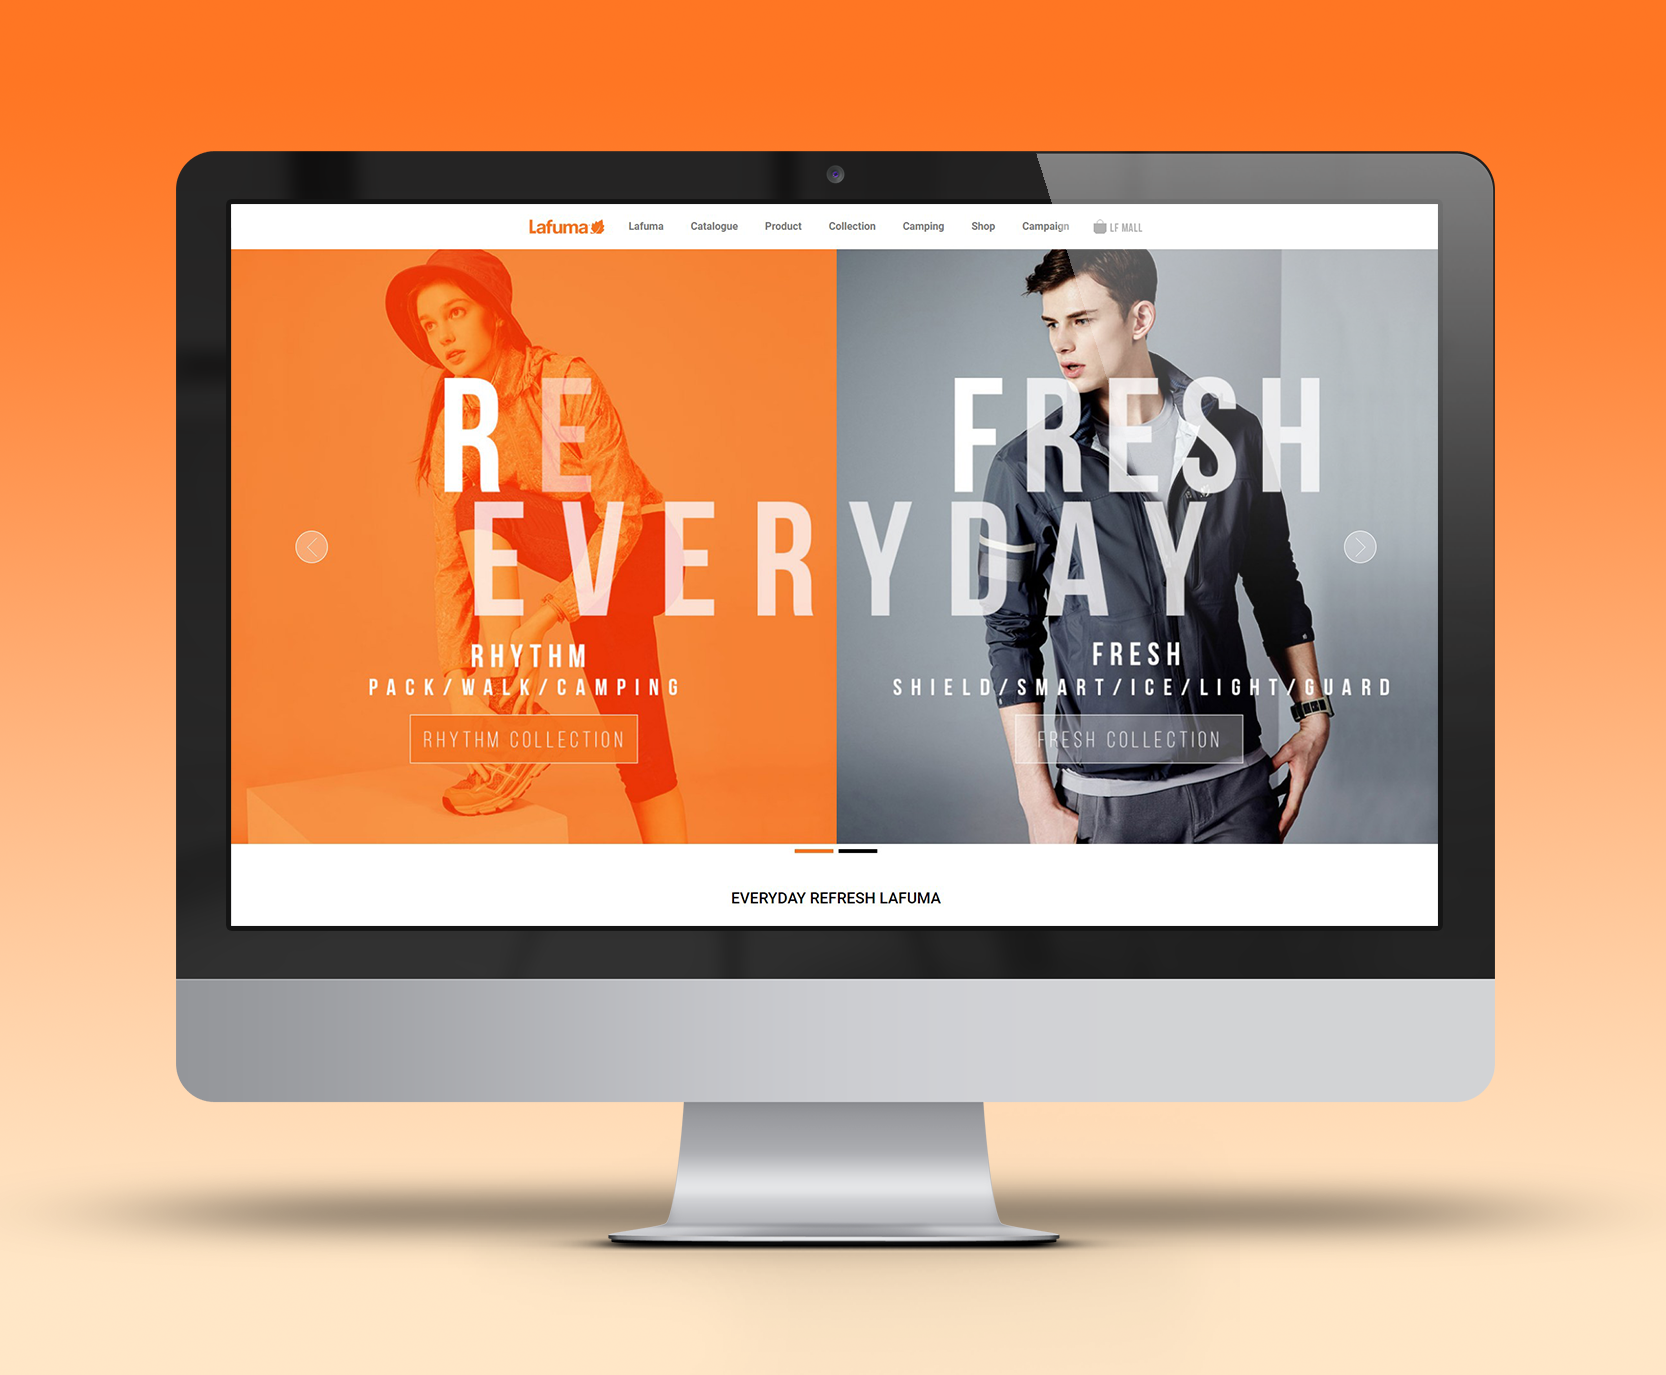 Lafuma Lafuma Catalogue Product Collection Camping Shop Campaign LF MALL
RE FRESH
EVERYDAY
RHYTHM FRESH
PACK/WALK/CAMPING SHIELD/SMART/ICE/LIGHT/GUARD
RHYTHM COLLECTION FRESH COLLECTION
EVERYDAY REFRESH LAFUMA